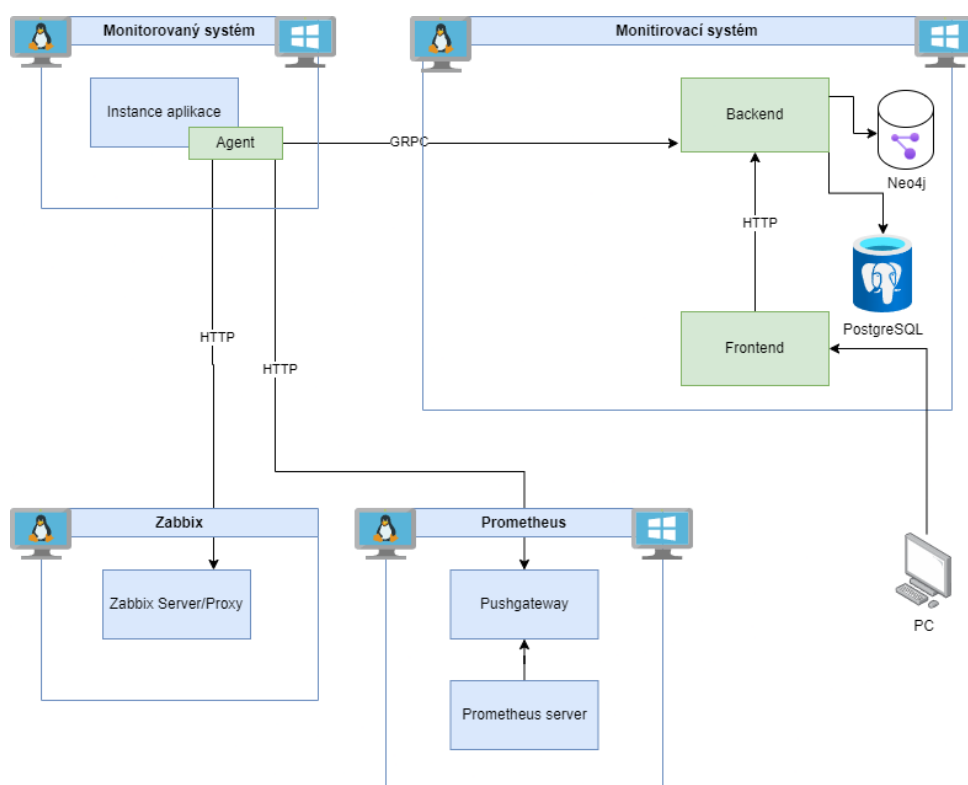 Monitorovaný systém
Monitirovací systém
Instance aplikace
Agent
GRPC
Backend
Neo4j
HTTP
PostgreSQL
Frontend
HTTP
HTTP
Zabbix
Prometheus
Zabbix Server/Proxy
Pushgateway
PC
Prometheus server